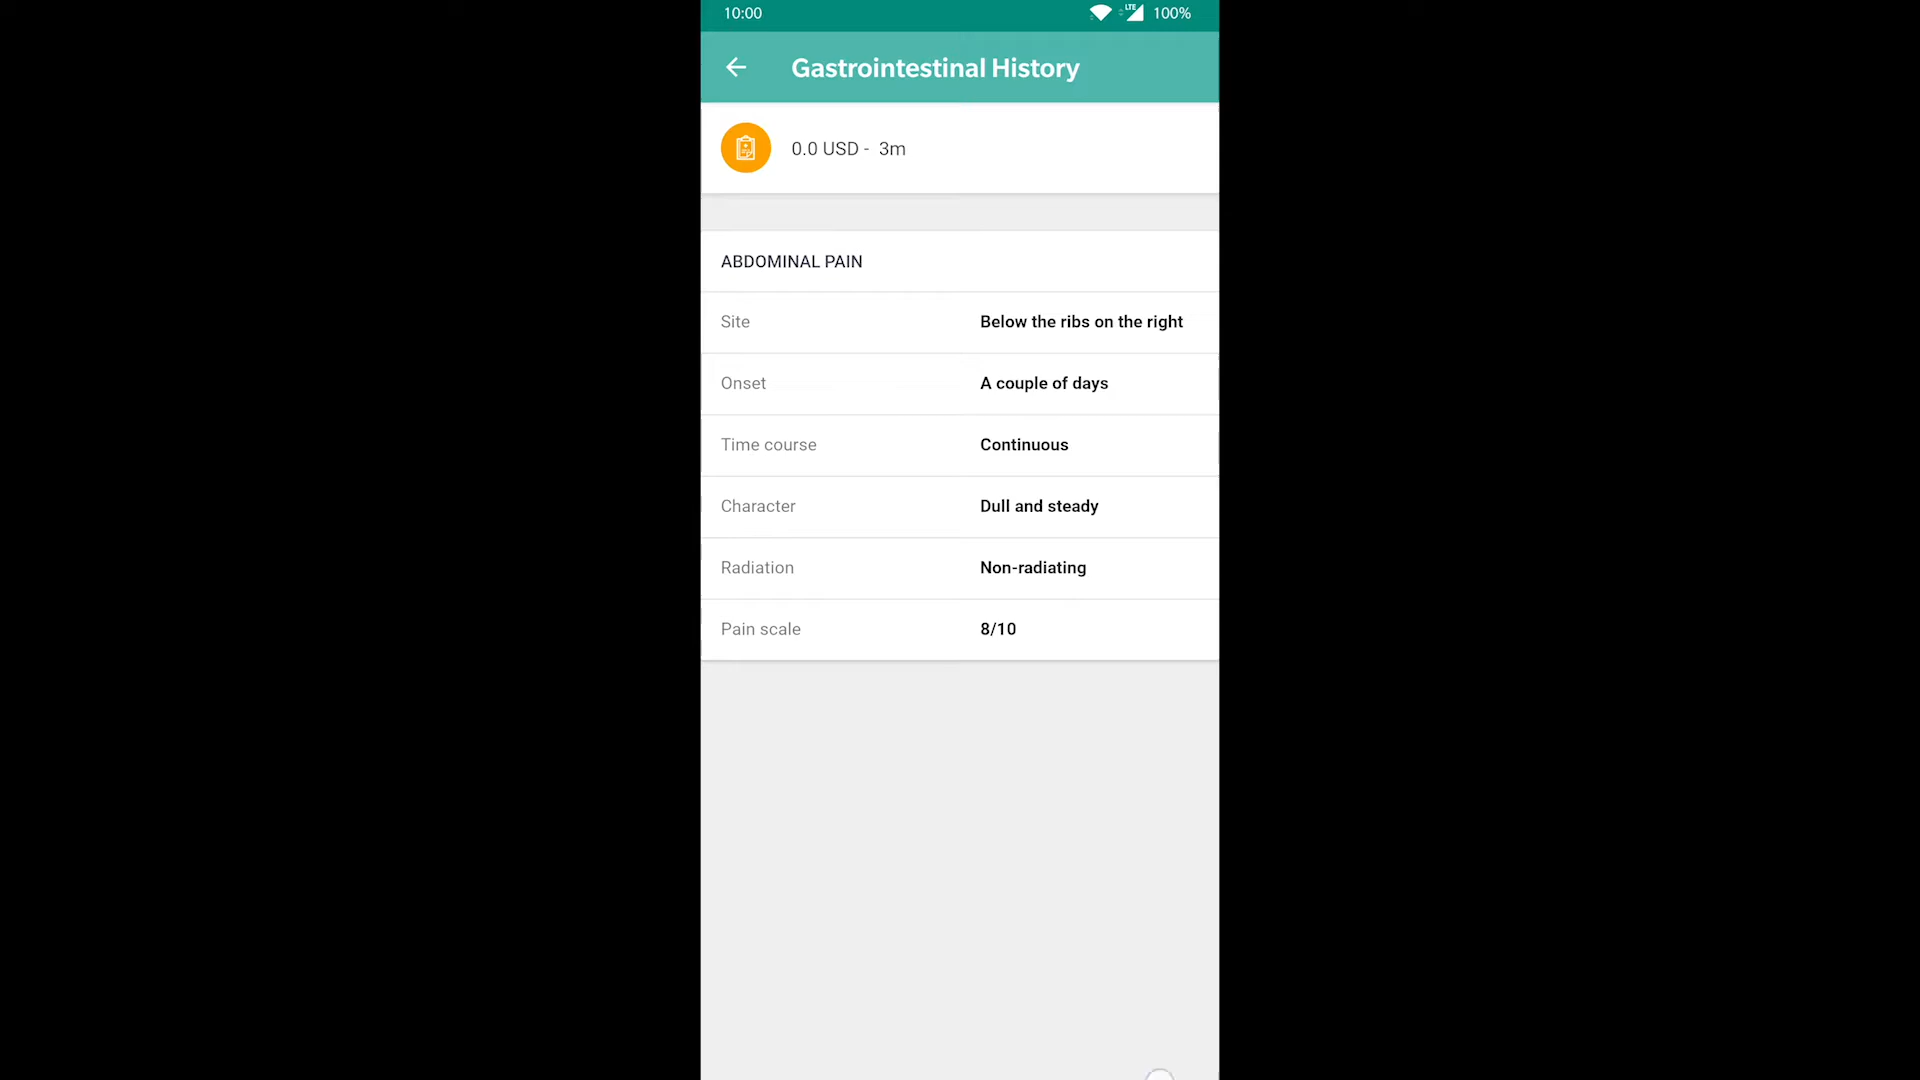 10:00 LTE 100%
Gastrointestinal History
0.0 USD - 3m
ABDOMINAL PAIN
Site Below the ribs on the right
Onset A couple of days
Time course Continuous
Character Dull and steady
Radiation Non-radiating
Pain scale 8/10